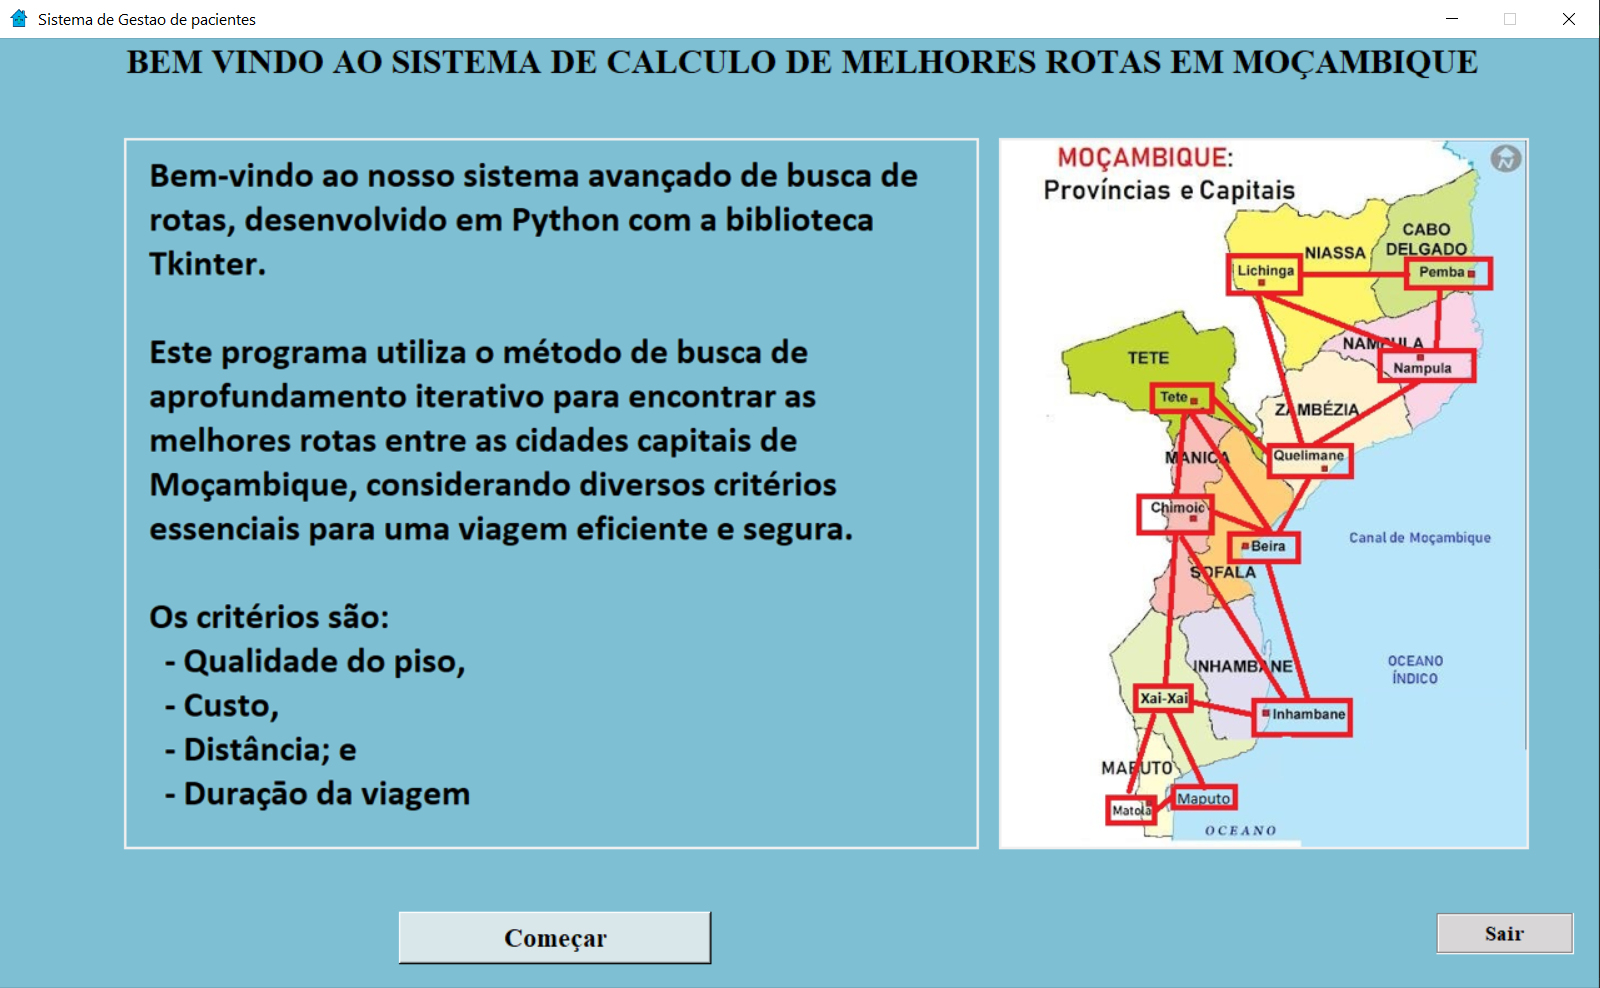 Sistema de Gestao de pacientes
BEM VINDO AO SISTEMA DE CALCULO DE MELHORES ROTAS EM MOÇAMBIQUE
Bem-vindo ao nosso sistema avançado de busca de
rotas, desenvolvido em Python com a biblioteca
Tkinter.
Este programa utiliza o método de busca de
aprofundamento iterativo para encontrar as
melhores rotas entre as cidades capitais de
Moçambique, considerando diversos critérios
essenciais para uma viagem eficiente e segura.
Os critérios são:
- Qualidade do piso,
- Custo,
- Distância; e
- Duração da viagem
MOÇAMBIQUE:
Províncias e Capitais
N
CABO
DELGADO
NIASSA
Lichinga
Pemba
NAMPULA
Nampula
TETE
Tete
ZAMBÉZIA
Quelimane
MANICA
Chimoio
Beira
Canal de Moçambique
SOFALA
INHAMBANE
OCEANO
ÍNDICO
Xai-Xai
Inhambane
MAPUTO
Maputo
Matola
OCEANO
Começar
Sair